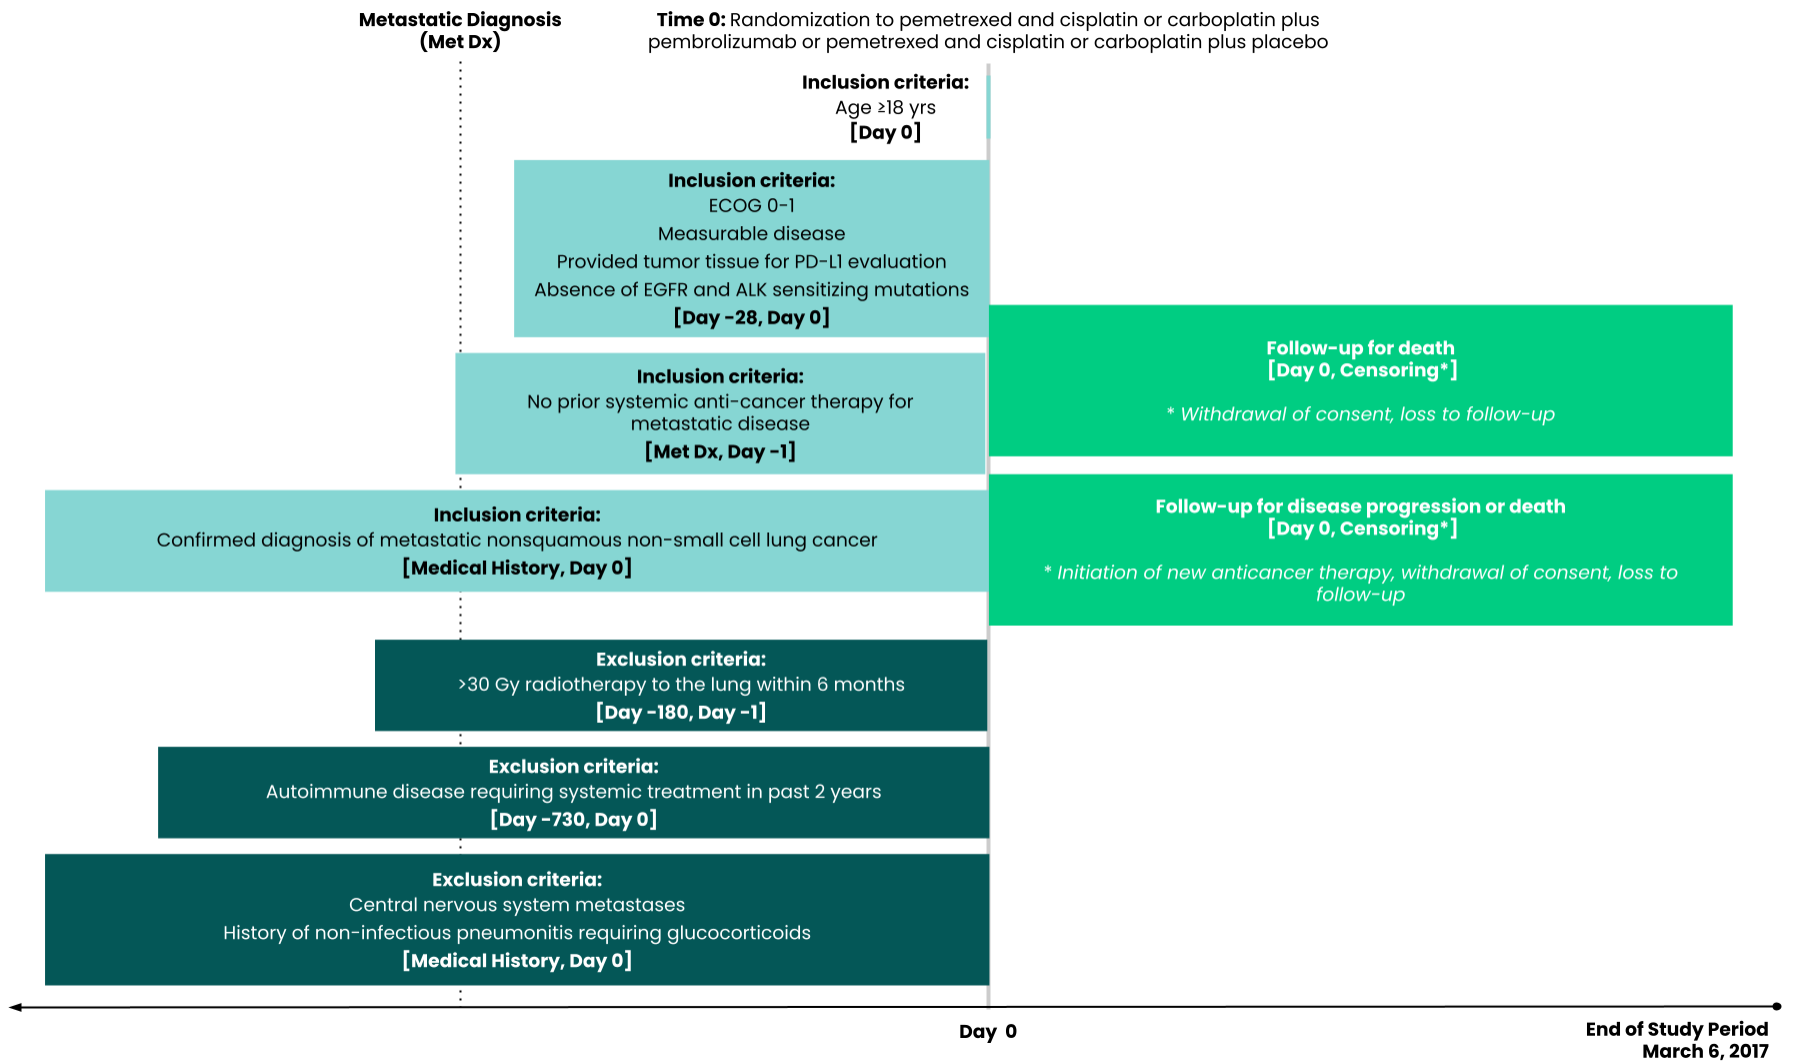 Metastatic Diagnosis
(Met Dx)
Time 0: Randomization to pemetrexed and cisplatin or carboplatin plus
pembrolizumab or pemetrexed and cisplatin or carboplatin plus placebo
Inclusion criteria:
Age ≥18 yrs
[Day 0]
Inclusion criteria:
ECOG 0-1
Measurable disease
Provided tumor tissue for PD-L1 evaluation
Absence of EGFR and ALK sensitizing mutations
[Day -28, Day 0]
Inclusion criteria:
No prior systemic anti-cancer therapy for
metastatic disease
[Met Dx, Day -1]
Inclusion criteria:
Confirmed diagnosis of metastatic nonsquamous non-small cell lung cancer
[Medical History, Day 0]
Follow-up for death
[Day 0, Censoring*]
* Withdrawal of consent, loss to follow-up
Follow-up for disease progression or death
[Day 0, Censoring*]
* Initiation of new anticancer therapy, withdrawal of consent, loss to
follow-up
Exclusion criteria:
>30 Gy radiotherapy to the lung within 6 months
[Day -180, Day -1]
Exclusion criteria:
Autoimmune disease requiring systemic treatment in past 2 years
[Day -730, Day 0]
Exclusion criteria:
Central nervous system metastases
History of non-infectious pneumonitis requiring glucocorticoids
[Medical History, Day 0]
Day 0
End of Study Period
March 6, 2017